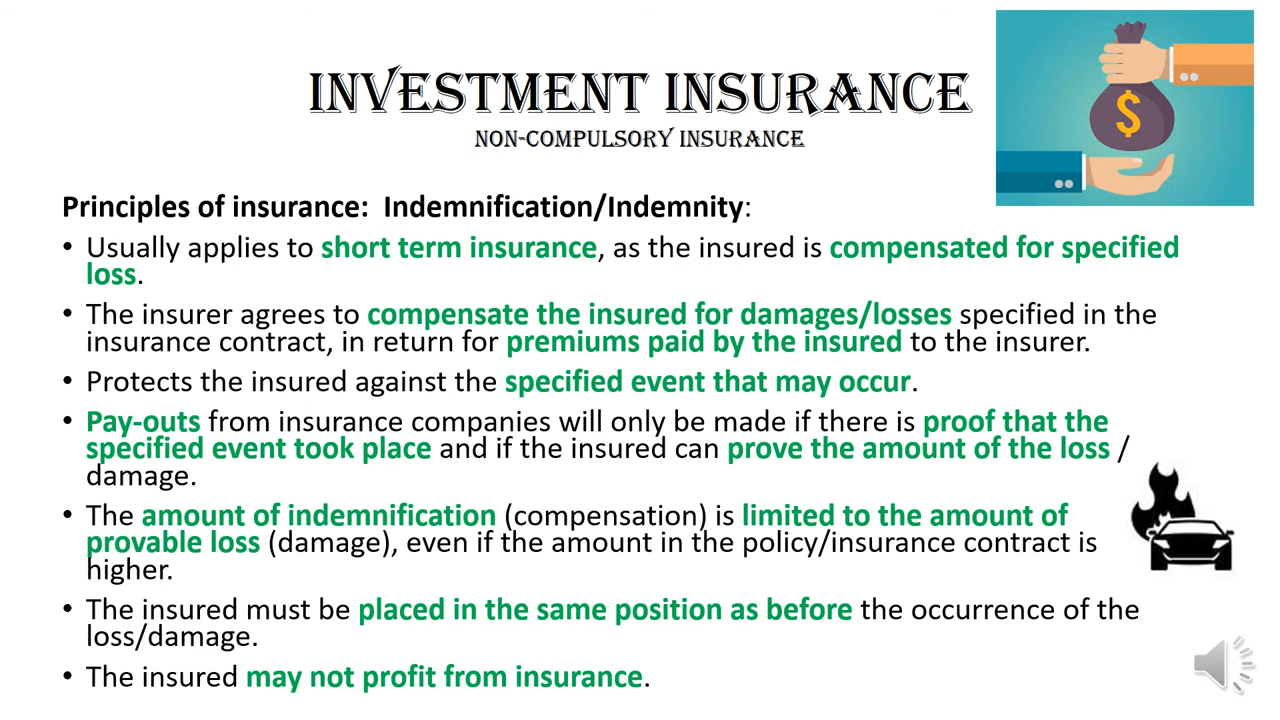 INVESTMENT INSURANCE
NON-COMPULSORY INSURANCE
$
Principles of insurance:  Indemnification/Indemnity:
• Usually applies to short term insurance, as the insured is compensated for specified
loss.
• The insurer agrees to compensate the insured for damages/losses specified in the
insurance contract, in return for premiums paid by the insured to the insurer.
• Protects the insured against the specified event that may occur.
• Pay-outs from insurance companies will only be made if there is proof that the
specified event took place and if the insured can prove the amount of the loss /
damage.
• The amount of indemnification (compensation) is limited to the amount of
provable loss (damage), even if the amount in the policy/insurance contract is
higher.
• The insured must be placed in the same position as before the occurrence of the
loss/damage.
• The insured may not profit from insurance.